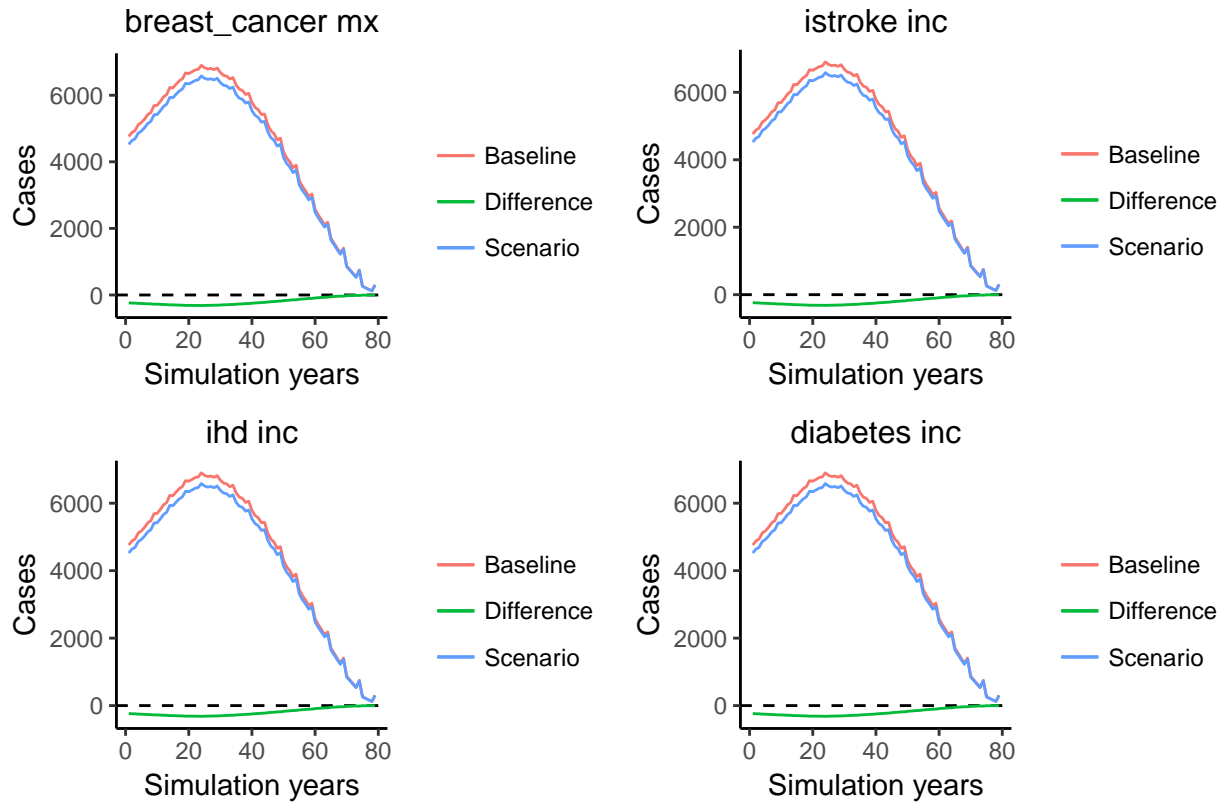 breast_cancer mx
Cases
6000
4000
2000
0
0 20 40 60 80
Simulation years
Baseline
Difference
Scenario
istroke inc
Cases
6000
4000
2000
0
0 20 40 60 80
Simulation years
Baseline
Difference
Scenario
ihd inc
Cases
6000
4000
2000
0
0 20 40 60 80
Simulation years
Baseline
Difference
Scenario
diabetes inc
Cases
6000
4000
2000
0
0 20 40 60 80
Simulation years
Baseline
Difference
Scenario